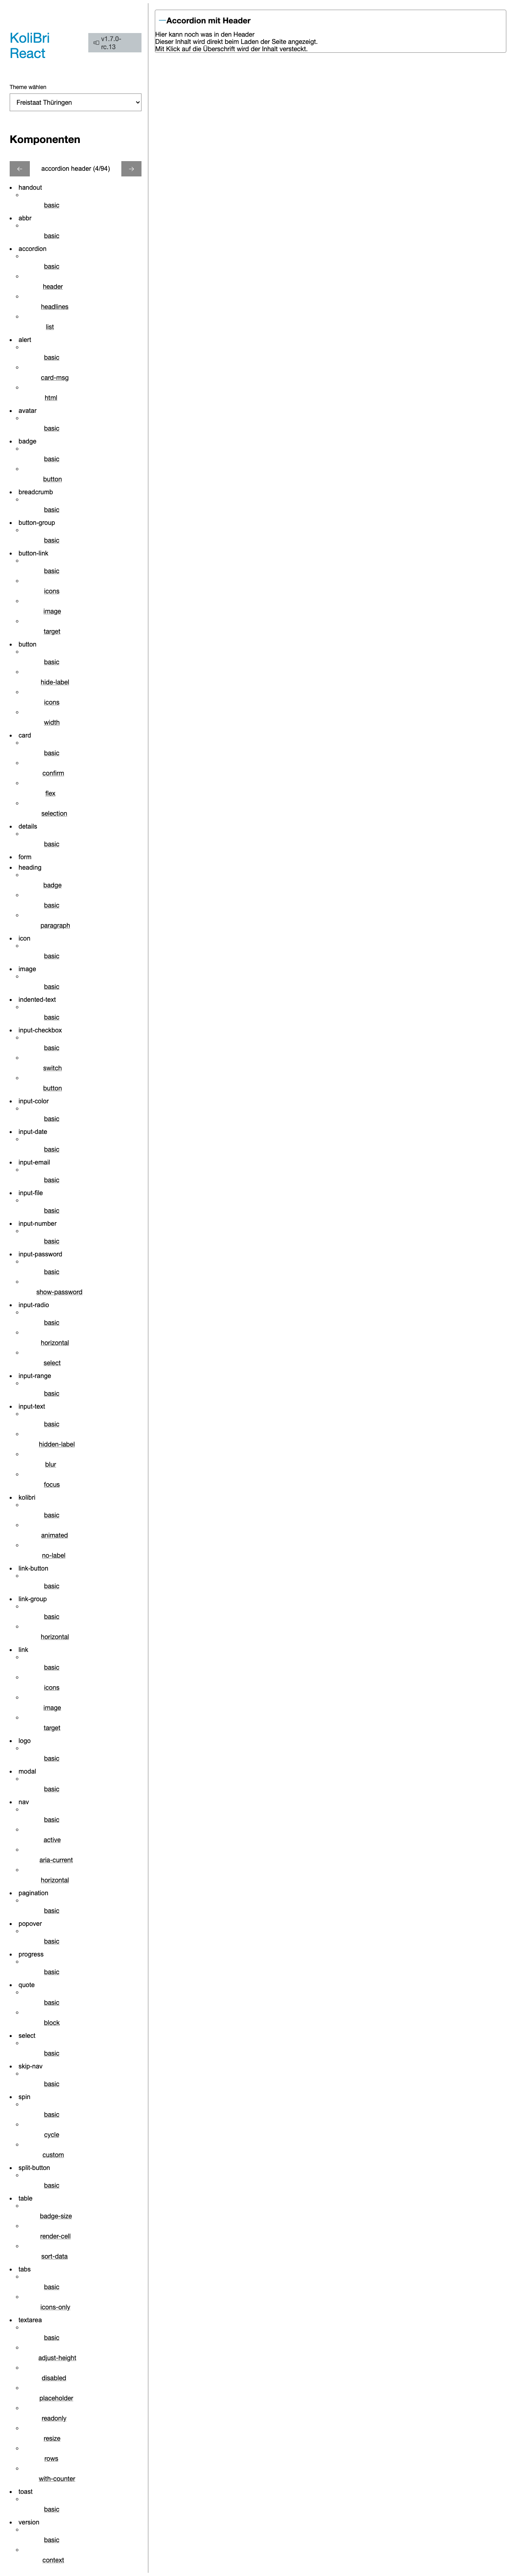 KoliBri
React
v1.7.0-
rc.13
Theme wählen
Freistaat Thüringen
Komponenten
accordion header (4/94)
handout
basic
abbr
basic
accordion
basic
header
headlines
list
alert
basic
card-msg
html
avatar
basic
badge
basic
button
breadcrumb
basic
button-group
basic
button-link
basic
icons
image
target
button
basic
hide-label
icons
width
card
basic
confirm
flex
selection
details
basic
form
heading
badge
basic
paragraph
icon
basic
image
basic
indented-text
basic
input-checkbox
basic
switch
button
input-color
basic
input-date
basic
input-email
basic
input-file
basic
input-number
basic
input-password
basic
show-password
input-radio
basic
horizontal
select
input-range
basic
input-text
basic
hidden-label
blur
focus
kolibri
basic
animated
no-label
link-button
basic
link-group
basic
horizontal
link
basic
icons
image
target
logo
basic
modal
basic
nav
basic
active
aria-current
horizontal
pagination
basic
popover
basic
progress
basic
quote
basic
block
select
basic
skip-nav
basic
spin
basic
cycle
custom
split-button
basic
table
badge-size
render-cell
sort-data
tabs
basic
icons-only
textarea
basic
adjust-height
disabled
placeholder
readonly
resize
rows
with-counter
toast
basic
version
basic
context
Accordion mit Header
Hier kann noch was in den Header
Dieser Inhalt wird direkt beim Laden der Seite angezeigt.
Mit Klick auf die Überschrift wird der Inhalt versteckt.